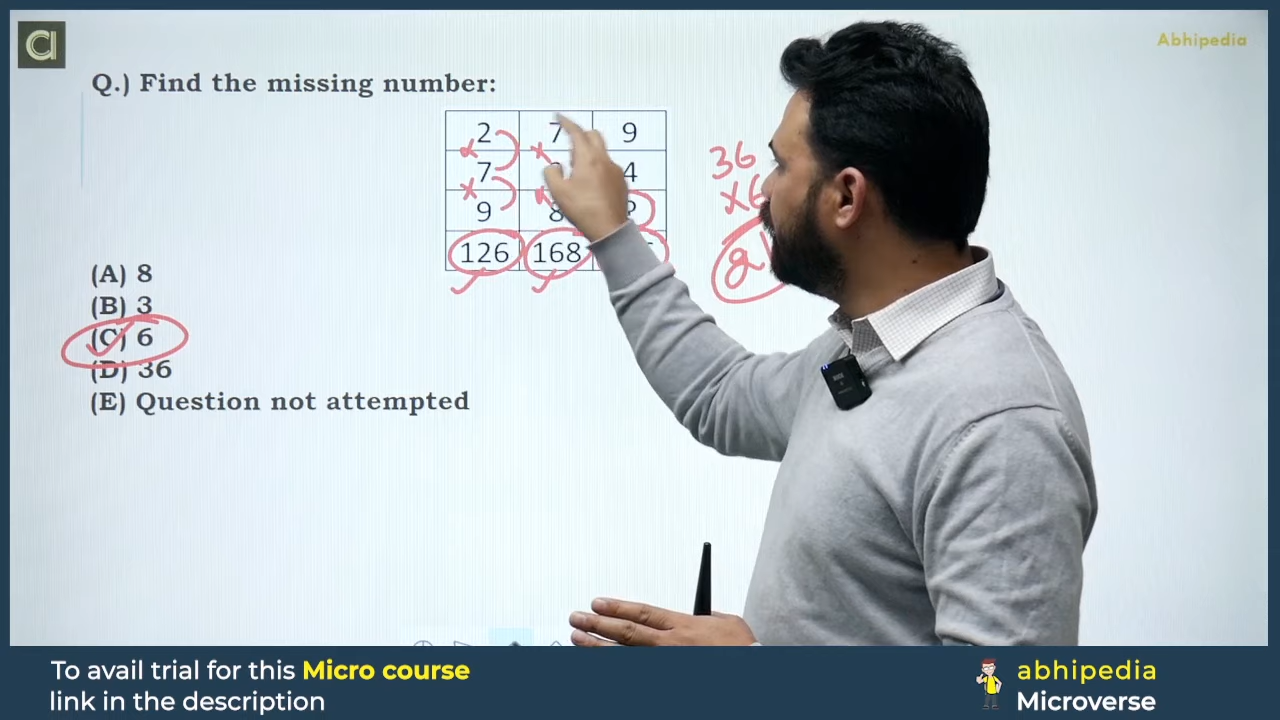 Abhipedia
Q.) Find the missing number:
2 7 9
7 4
9 8 ?
126 168
36
×6
(A) 8
(B) 3
(C) 6
(D) 36
(E) Question not attempted
To avail trial for this Micro course
link in the description
abhipedia
Microverse